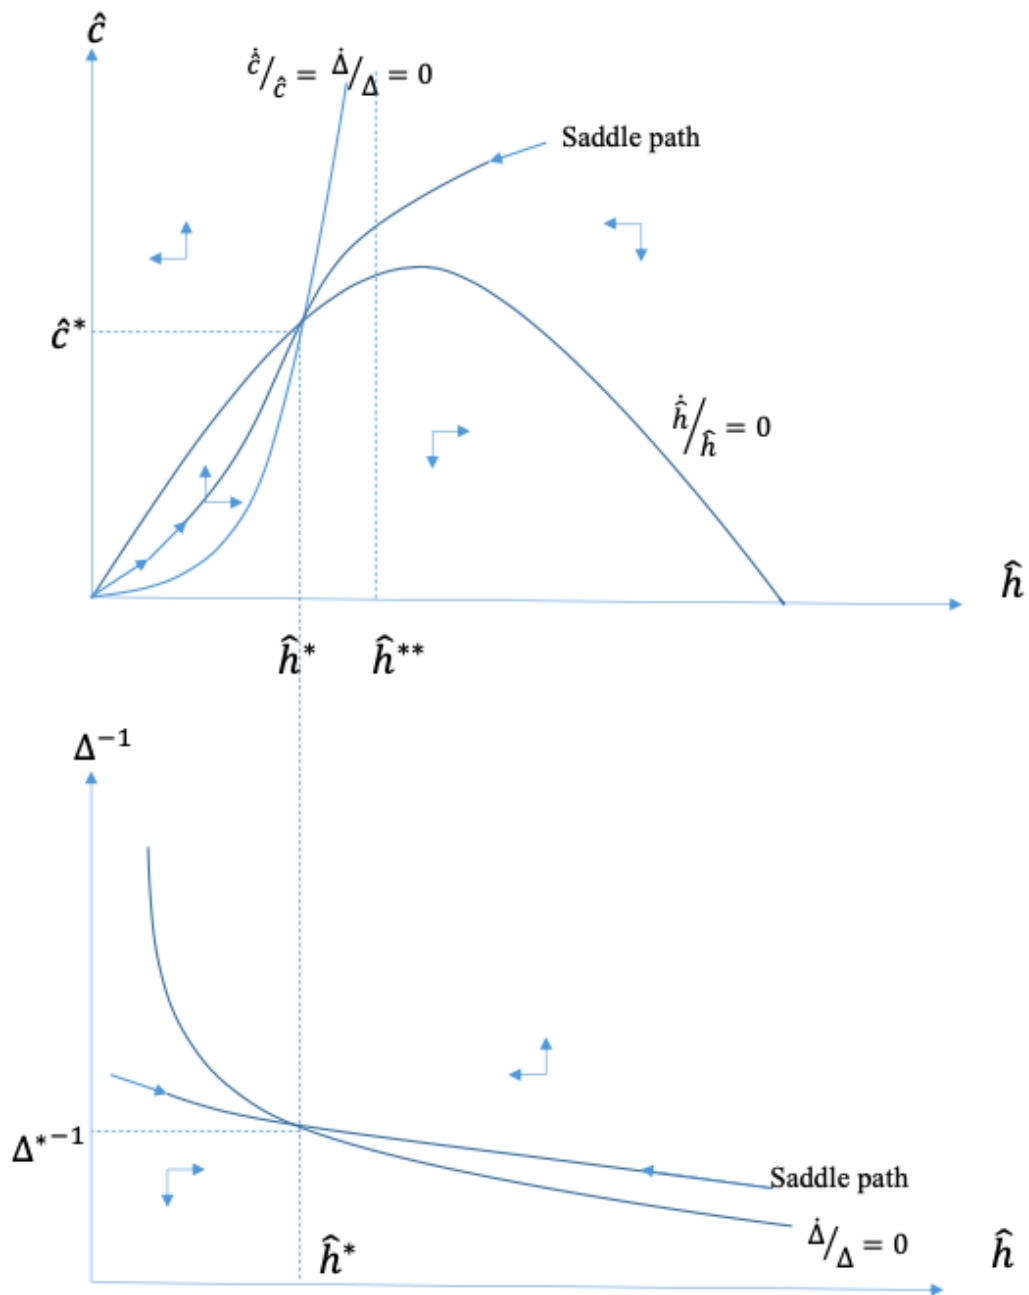 ĉ
ĉ̇/ĉ = Δ̇/Δ = 0
Saddle path
ĉ*
ĥ̇/ĥ = 0
ĥ
ĥ* ĥ**
Δ⁻¹
Δ*⁻¹
Saddle path
Δ̇/Δ = 0
ĥ* ĥ